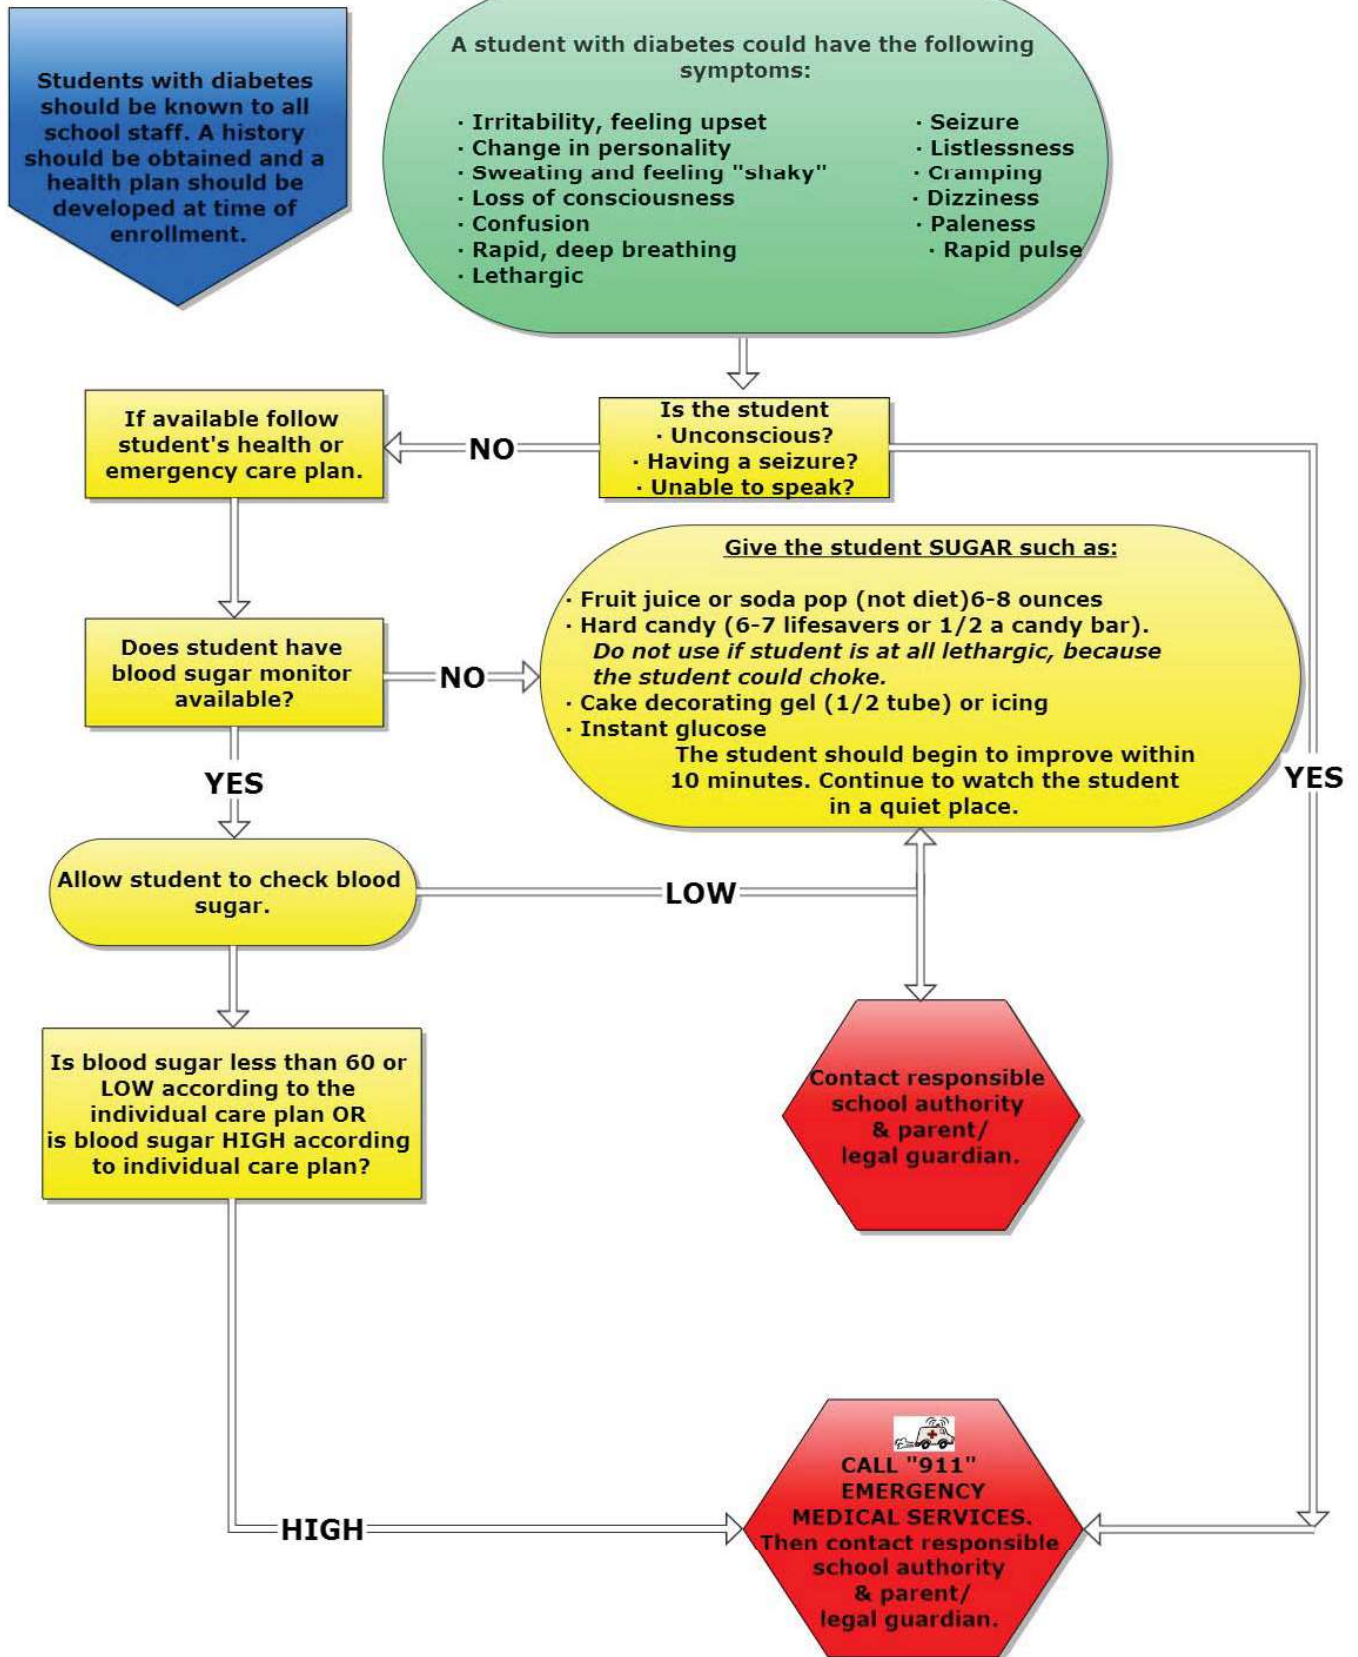 Students with diabetes
should be known to all
school staff. A history
should be obtained and a
health plan should be
developed at time of
enrollment.
A student with diabetes could have the following
symptoms:
· Irritability, feeling upset
· Change in personality
· Sweating and feeling "shaky"
· Loss of consciousness
· Confusion
· Rapid, deep breathing
· Lethargic
· Seizure
· Listlessness
· Cramping
· Dizziness
· Paleness
· Rapid pulse
Is the student
· Unconscious?
· Having a seizure?
· Unable to speak?
NO
If available follow
student's health or
emergency care plan.
Give the student SUGAR such as:
· Fruit juice or soda pop (not diet)6-8 ounces
· Hard candy (6-7 lifesavers or 1/2 a candy bar).
Do not use if student is at all lethargic, because
the student could choke.
· Cake decorating gel (1/2 tube) or icing
· Instant glucose
The student should begin to improve within
10 minutes. Continue to watch the student
in a quiet place.
Does student have
blood sugar monitor
available?
NO
YES
YES
Allow student to check blood
sugar.
LOW
Is blood sugar less than 60 or
LOW according to the
individual care plan OR
is blood sugar HIGH according
to individual care plan?
Contact responsible
school authority
& parent/
legal guardian.
HIGH
CALL "911"
EMERGENCY
MEDICAL SERVICES.
Then contact responsible
school authority
& parent/
legal guardian.